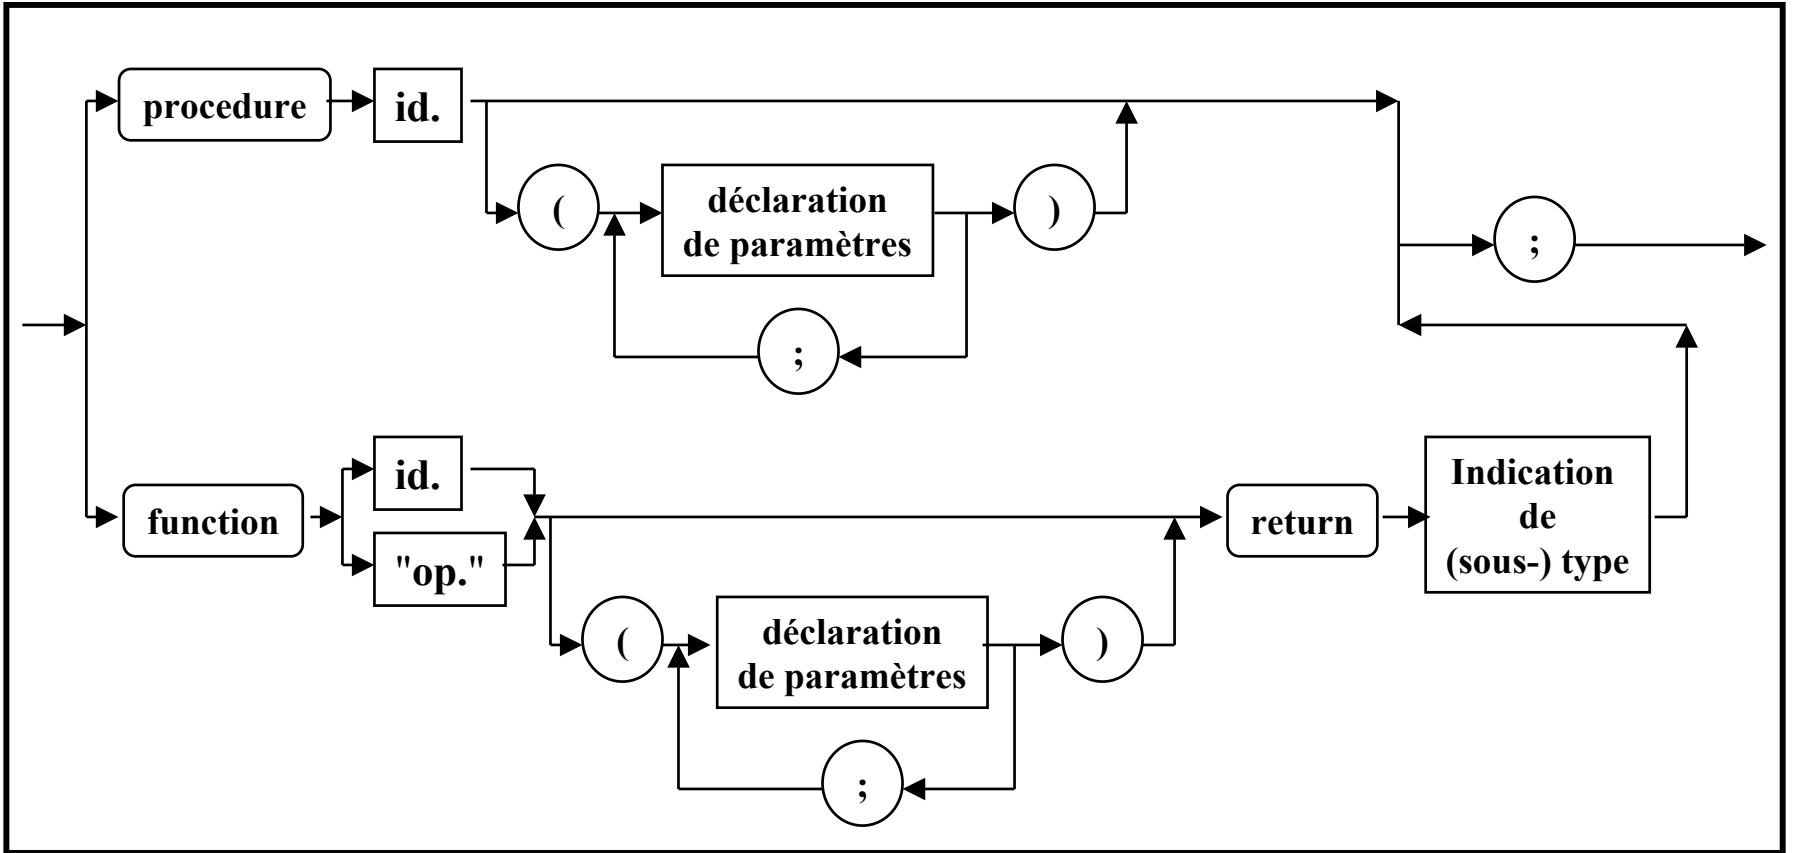 procedure
id.
(
déclaration
de paramètres
)
;
;
function
id.
"op."
(
déclaration
de paramètres
)
;
return
Indication
de
(sous-) type